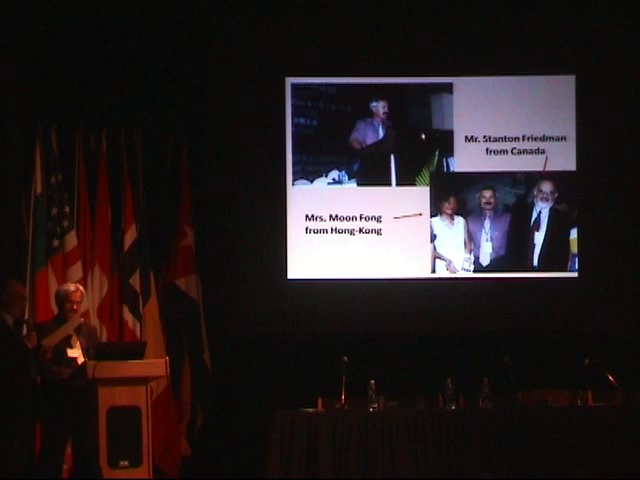 Mr. Stanton Friedman
from Canada
Mrs. Moon Fong
from Hong-Kong